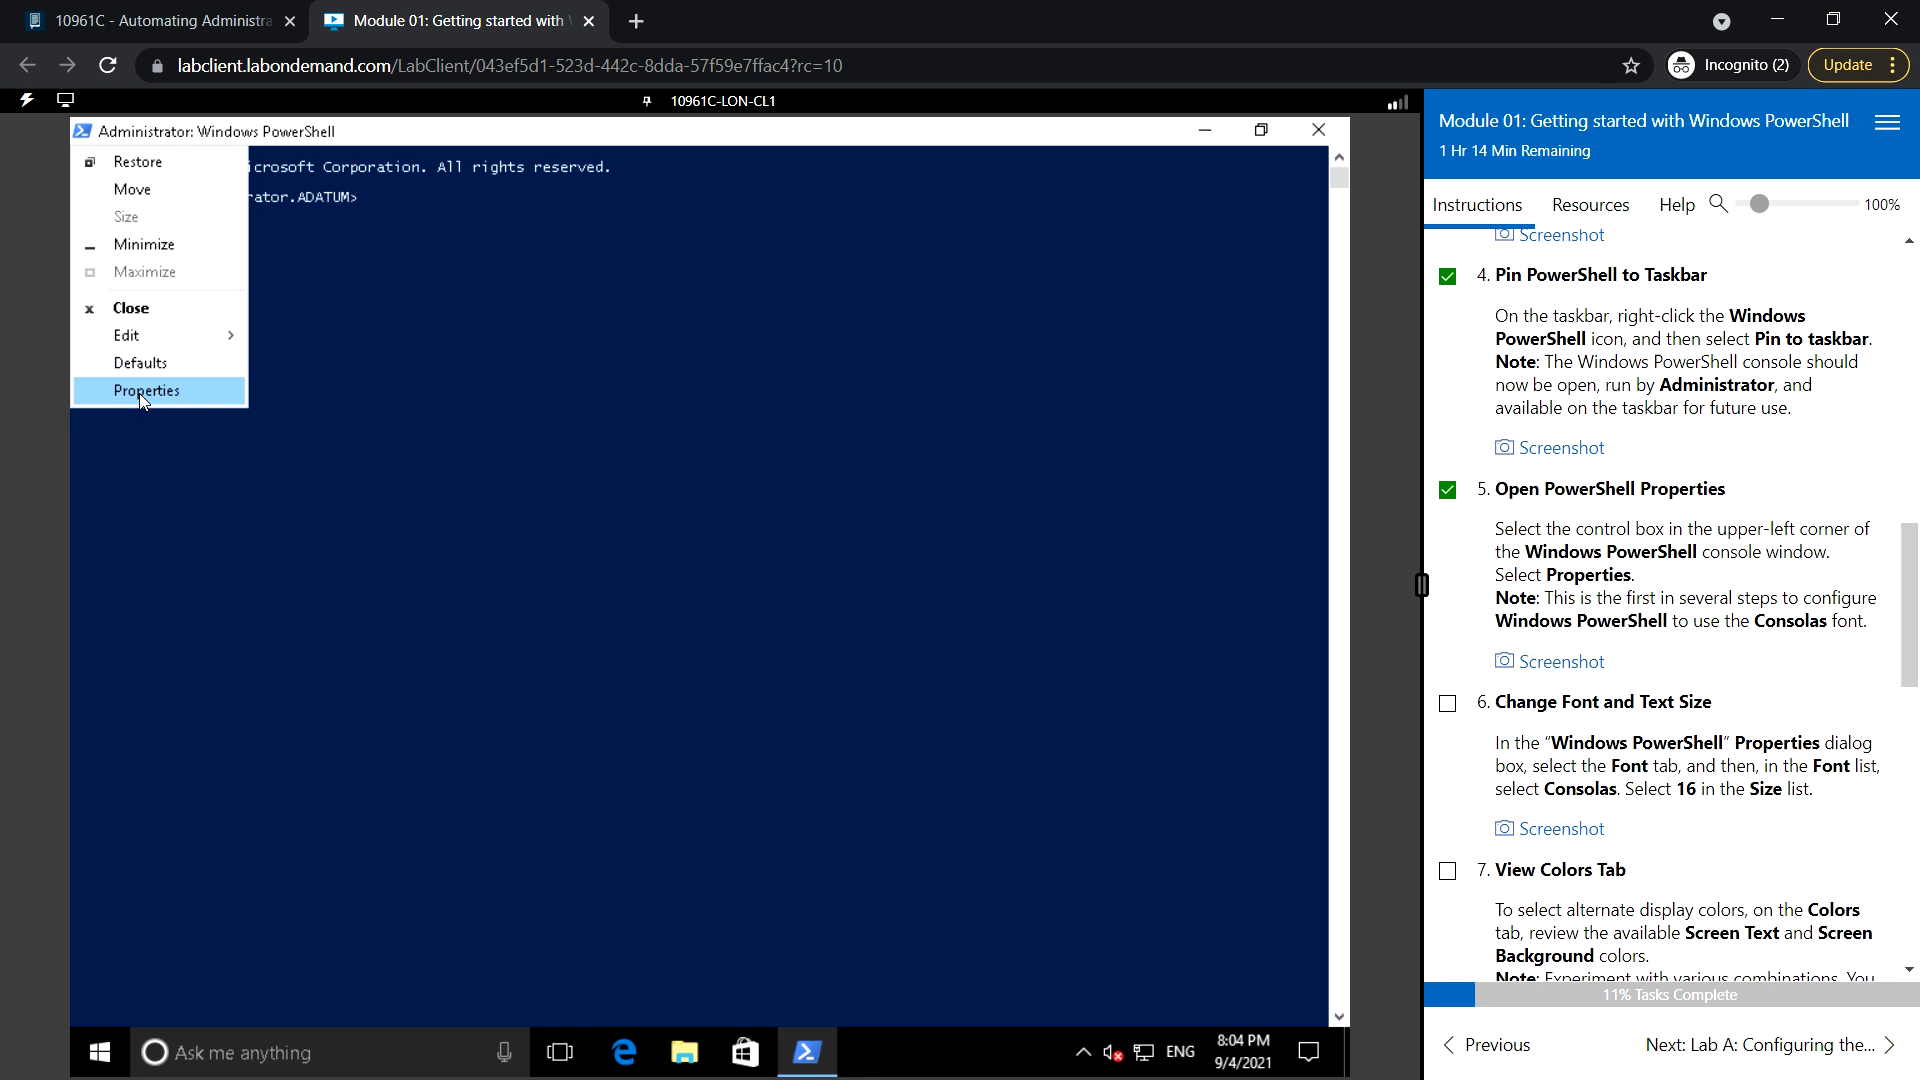 10961C - Automating Administra
Module 01: Getting started with
labclient.labondemand.com/LabClient/043ef5d1-523d-442c-8dda-57f59e7ffac4?rc=10
Incognito (2)
Update
10961C-LON-CL1
Administrator: Windows PowerShell
Restore
Move
Size
Minimize
Maximize
Close
Edit
Defaults
Properties
icrosoft Corporation. All rights reserved.
ator.ADATUM>
Ask me anything
ENG
8:04 PM
9/4/2021
Module 01: Getting started with Windows PowerShell
1 Hr 14 Min Remaining
Instructions Resources Help 100%
Screenshot
4. Pin PowerShell to Taskbar
On the taskbar, right-click the Windows
PowerShell icon, and then select Pin to taskbar.
Note: The Windows PowerShell console should
now be open, run by Administrator, and
available on the taskbar for future use.
Screenshot
5. Open PowerShell Properties
Select the control box in the upper-left corner of
the Windows PowerShell console window.
Select Properties.
Note: This is the first in several steps to configure
Windows PowerShell to use the Consolas font.
Screenshot
6. Change Font and Text Size
In the "Windows PowerShell" Properties dialog
box, select the Font tab, and then, in the Font list,
select Consolas. Select 16 in the Size list.
Screenshot
7. View Colors Tab
To select alternate display colors, on the Colors
tab, review the available Screen Text and Screen
Background colors.
Note: Experiment with various combinations. You
11% Tasks Complete
Previous
Next: Lab A: Configuring the...